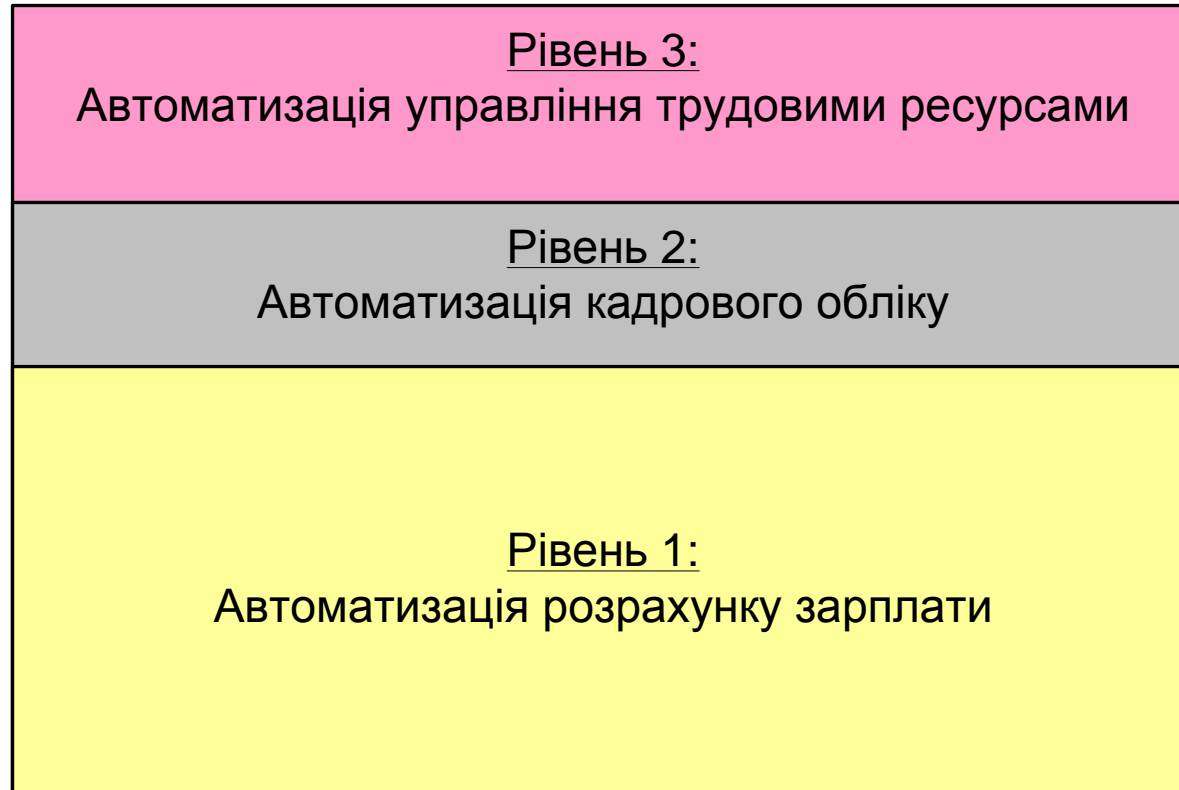 Рівень 3:
Автоматизація управління трудовими ресурсами
Рівень 2:
Автоматизація кадрового обліку
Рівень 1:
Автоматизація розрахунку зарплати